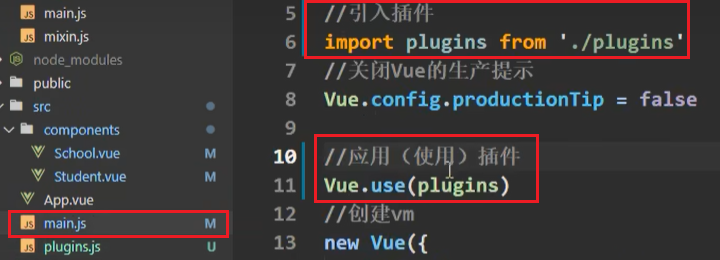 main.js
mixin.js
node_modules
public
src
components
School.vue M
Student.vue M
App.vue
main.js M
plugins.js U
5 //引入插件
6 import plugins from './plugins'
7 //关闭Vue的生产提示
8 Vue.config.productionTip = false
9
10 //应用（使用）插件
11 Vue.use(plugins)
12 //创建vm
13 new Vue({